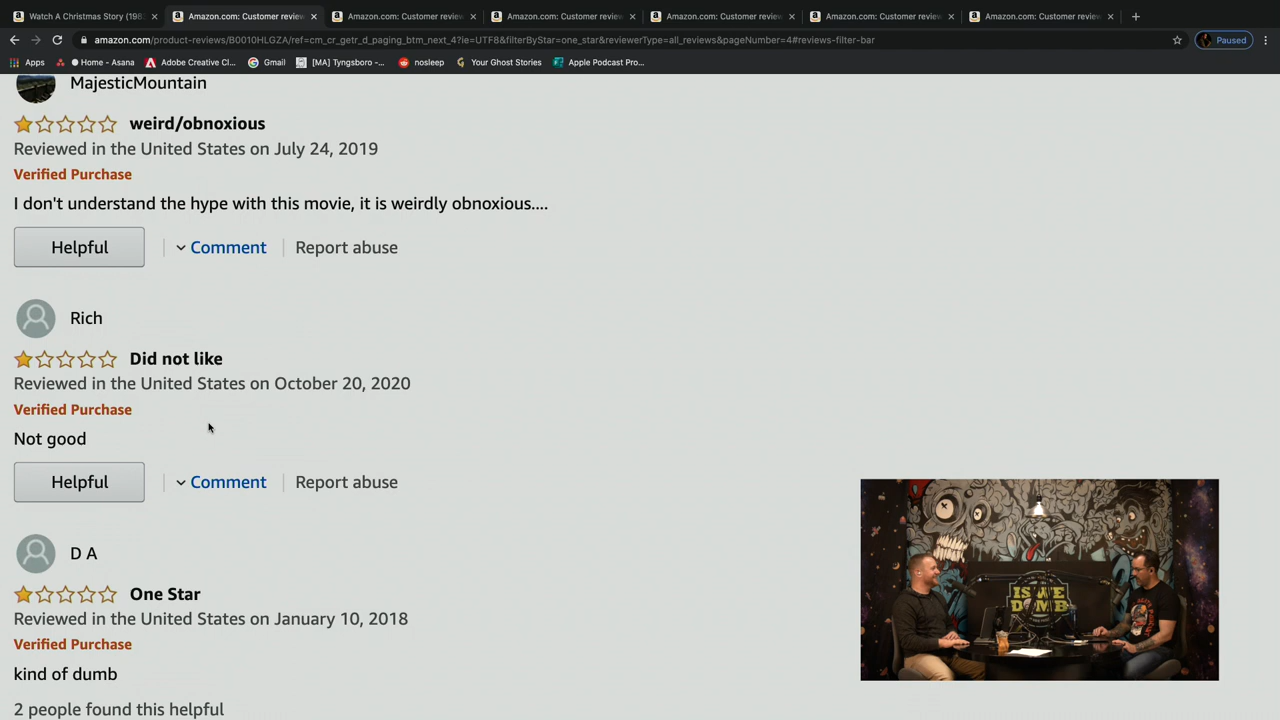 Watch A Christmas Story (198
Amazon.com: Customer review
Amazon.com: Customer review
Amazon.com: Customer review
Amazon.com: Customer review
Amazon.com: Customer review
Amazon.com: Customer review
amazon.com/product-reviews/B0010HLGZA/ref=cm_cr_getr_d_paging_btm_next_4?ie=UTF8&filterByStar=one_star&reviewerType=all_reviews&pageNumber=4#reviews-filter-bar
Paused
Apps
Home - Asana
Adobe Creative Cl...
Gmail
[MA] Tyngsboro -...
nosleep
Your Ghost Stories
Apple Podcast Pro...
MajesticMountain
weird/obnoxious
Reviewed in the United States on July 24, 2019
Verified Purchase
I don't understand the hype with this movie, it is weirdly obnoxious....
Helpful
Comment
Report abuse
Rich
Did not like
Reviewed in the United States on October 20, 2020
Verified Purchase
Not good
Helpful
Comment
Report abuse
D A
One Star
Reviewed in the United States on January 10, 2018
Verified Purchase
kind of dumb
2 people found this helpful